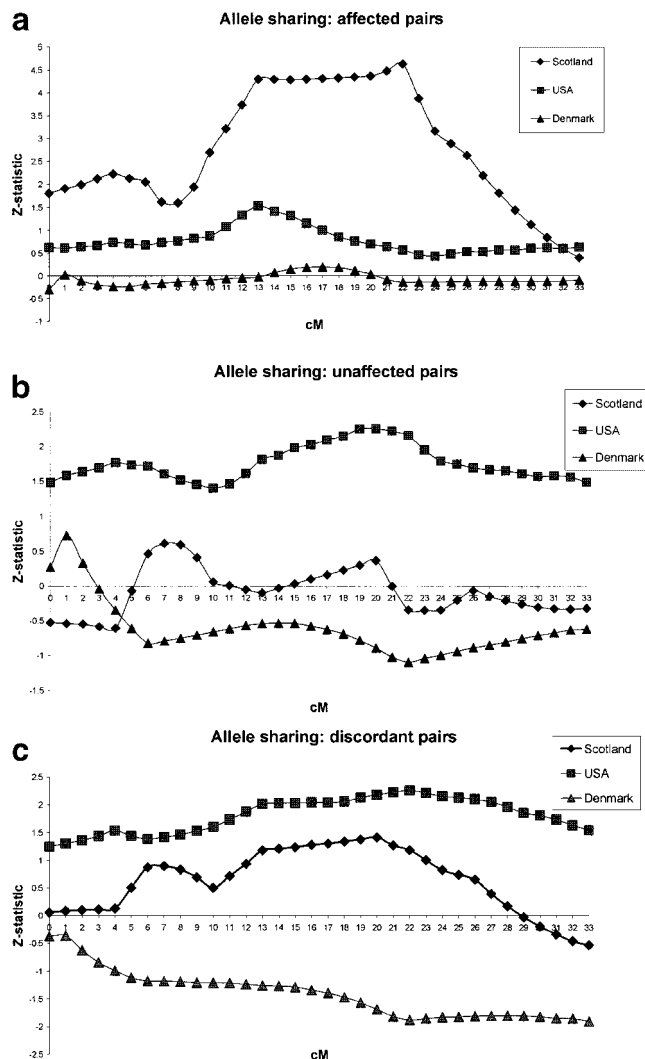 a
Allele sharing: affected pairs
5
4.5
4
3.5
3
2.5
2
1.5
1
0.5
0
-0.5
-1
Z-statistic
1 2 3 4 5 6 7 8 9 10 11 12 13 14 15 16 17 18 19 20 21 22 23 24 25 26 27 28 29 30 31 32 33
cM
Scotland
USA
Denmark
b
Allele sharing: unaffected pairs
2.5
2
1.5
1
0.5
0
-0.5
-1
-1.5
Z-statistic
0 1 2 3 4 5 6 7 8 9 10 11 12 13 14 15 16 17 18 19 20 21 22 23 24 25 26 27 28 29 30 31 32 33
cM
Scotland
USA
Denmark
c
Allele sharing: discordant pairs
2.5
2
1.5
1
0.5
0
-0.5
-1
-1.5
-2
-2.5
Z-statistic
0 1 2 3 4 5 6 7 8 9 10 11 12 13 14 15 16 17 18 19 20 21 22 23 24 25 26 27 28 29 30 31 32 33
cM
Scotland
USA
Denmark